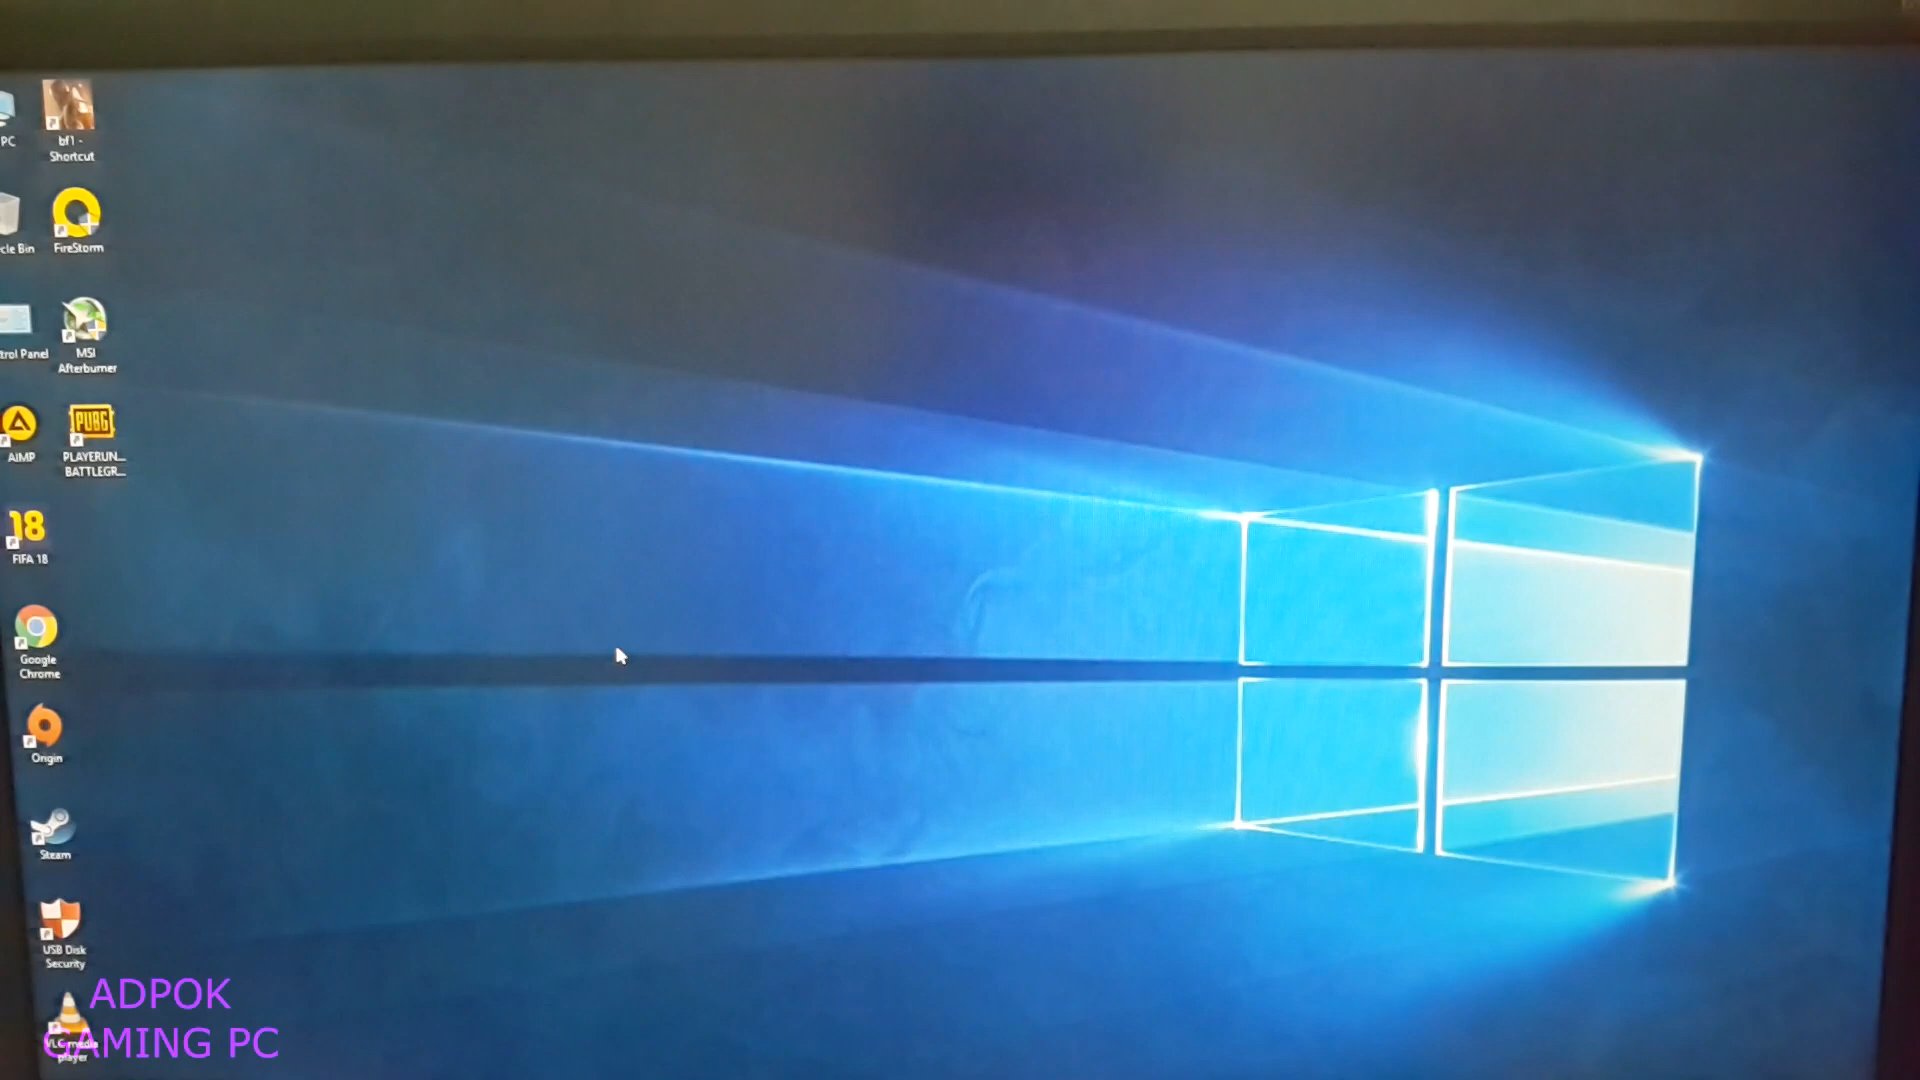 PC
bf1 -
Shortcut
cle Bin
FireStorm
trol Panel
MSI
Afterburner
AIMP
PUBG
PLAYERUN...
BATTLEGR...
18
FIFA 18
Google
Chrome
Origin
Steam
USB Disk
Security
VLC media
player
ADPOK
GAMING PC